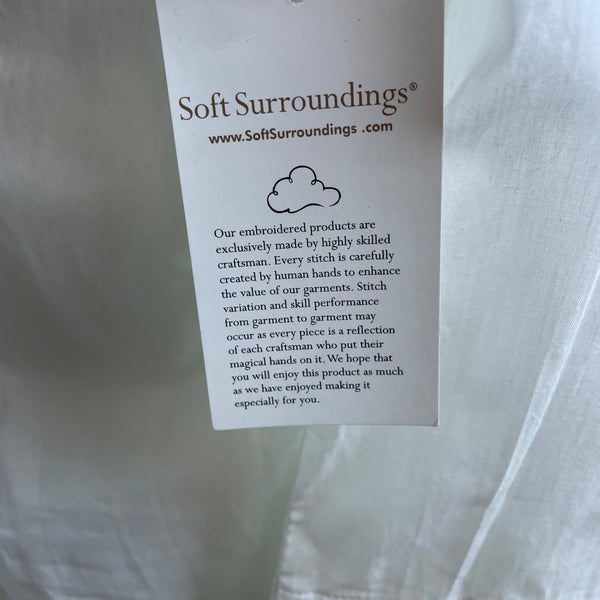 Soft Surroundings®
www.SoftSurroundings .com
Our embroidered products are
exclusively made by highly skilled
craftsman. Every stitch is carefully
created by human hands to enhance
the value of our garments. Stitch
variation and skill performance
from garment to garment may
occur as every piece is a reflection
of each craftsman who put their
magical hands on it. We hope that
you will enjoy this product as much
as we have enjoyed making it
especially for you.